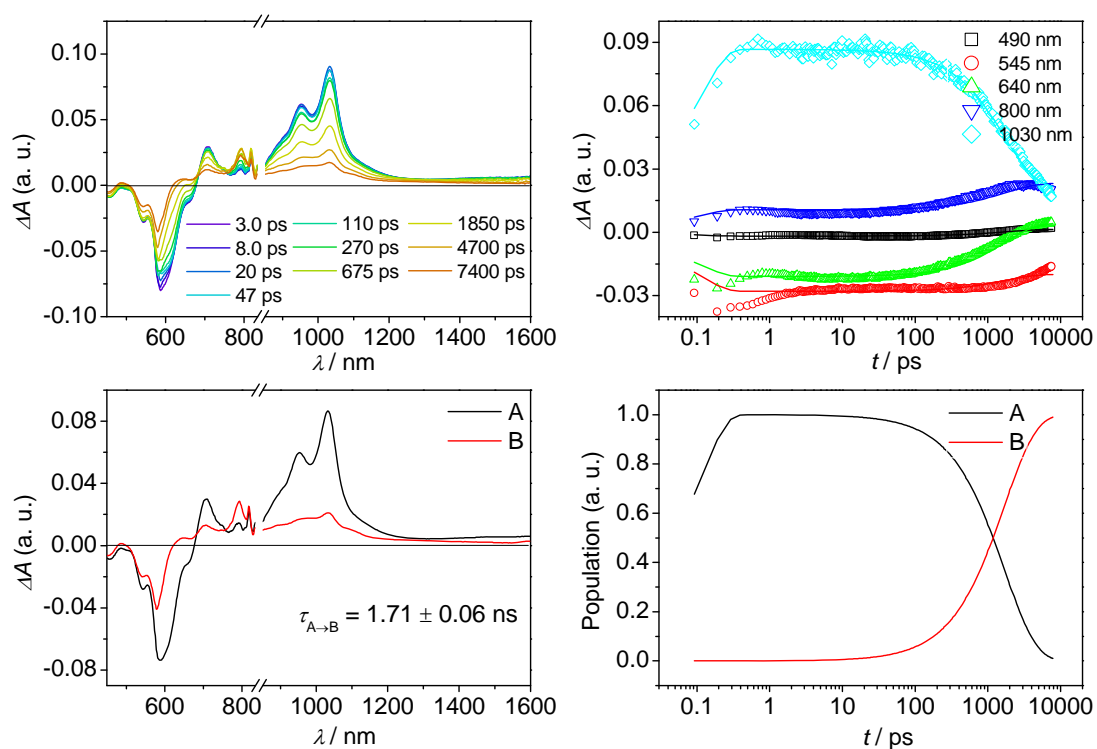 0.10
0.05
0.00
-0.05
-0.10
ΔA (a. u.)
3.0 ps
8.0 ps
20 ps
47 ps
110 ps
270 ps
675 ps
1850 ps
4700 ps
7400 ps
600 800 1000 1200 1400 1600
λ / nm
0.09
0.06
0.03
0.00
-0.03
ΔA (a. u.)
490 nm
545 nm
640 nm
800 nm
1030 nm
0.1 1 10 100 1000 10000
t / ps
0.08
0.04
0.00
-0.04
-0.08
ΔA (a. u.)
A
B
τA→B = 1.71 ± 0.06 ns
600 800 1000 1200 1400 1600
λ / nm
1.0
0.8
0.6
0.4
0.2
0.0
Population (a. u.)
A
B
0.1 1 10 100 1000 10000
t / ps